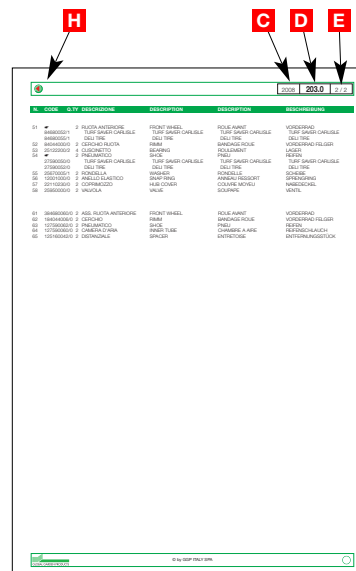 H C D E
2008 203.0 2 / 2
N. CODE Q.TY DESCRIZIONE DESCRIPTION DESCRIPTION BESCHREIBUNG
51 2 RUOTA ANTERIORE FRONT WHEEL ROUE AVANT VORDERRAD
TURF SAVER CARLISLE TURF SAVER CARLISLE TURF SAVER CARLISLE TURF SAVER CARLISLE
DELI TIRE DELI TIRE DELI TIRE DELI TIRE
52 2 CERCHIO RUOTA RIMM BANDAGE ROUE VORDERRAD FELGER
53 4 CUSCINETTO BEARING ROULEMENT LAGER
54 2 PNEUMATICO SHOE PNEU REIFEN
TURF SAVER CARLISLE TURF SAVER CARLISLE TURF SAVER CARLISLE TURF SAVER CARLISLE
DELI TIRE DELI TIRE DELI TIRE DELI TIRE
55 2 RONDELLA WASHER RONDELLE SCHEIBE
56 2 ANELLO ELASTICO SNAP RING ANNEAU RESSORT SPRENGRING
57 2 COPRIMOZZO HUB COVER COUVRE MOYEU NABEDECKEL
58 2 VALVOLA VALVE SOUPAPE VENTIL
61 2 ASS. RUOTA ANTERIORE FRONT WHEEL ROUE AVANT VORDERRAD
62 2 CERCHIO RIMM BANDAGE ROUE VORDERRAD FELGER
63 2 PNEUMATICO SHOE PNEU REIFEN
64 2 CAMERA D'ARIA INNER TUBE CHAMBRE A AIRE REIFENSCHLAUCH
65 2 DISTANZIALE SPACER ENTRETOISE ENTFERNUNGSSTÜCK
© by GGP ITALY SPA
GLOBAL GARDEN PRODUCTS